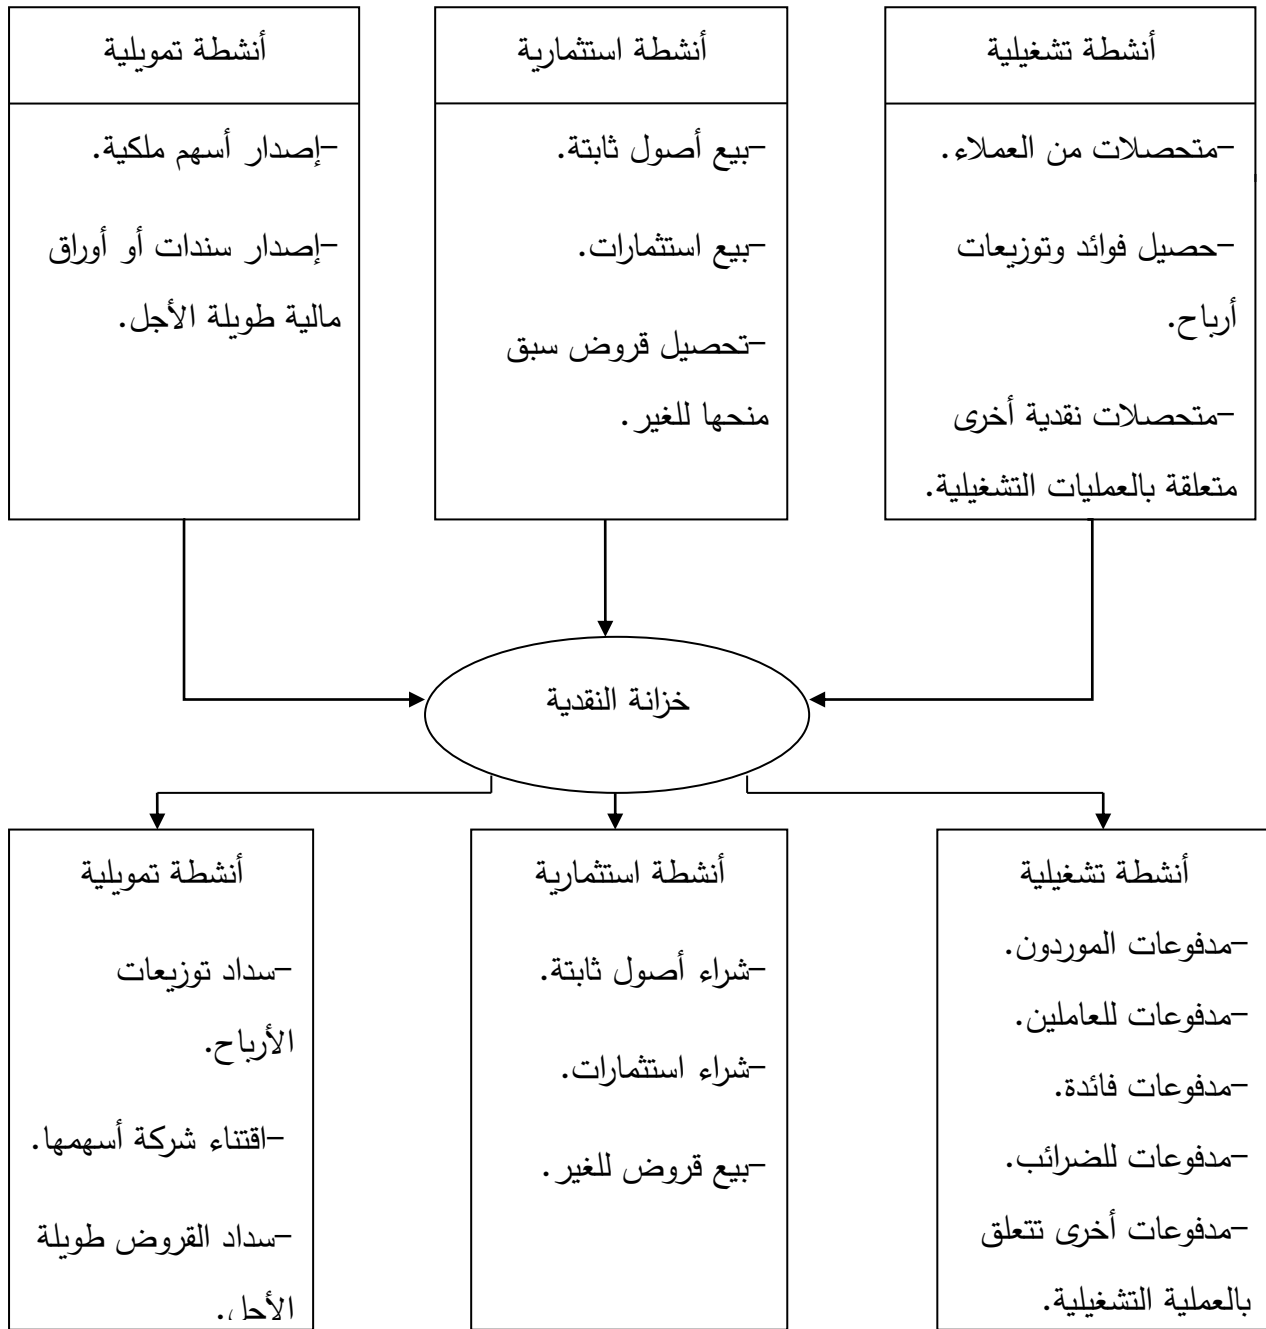 أنشطة تشغيلية
-متحصلات من العملاء.
-حصيل فوائد وتوزيعات
أرباح.
-متحصلات نقدية أخرى
متعلقة بالعمليات التشغيلية.
أنشطة استثمارية
-بيع أصول ثابتة.
-بيع استثمارات.
-تحصيل قروض سبق
منحها للغير.
أنشطة تمويلية
-إصدار أسهم ملكية.
-إصدار سندات أو أوراق
مالية طويلة الأجل.
خزانة النقدية
أنشطة تشغيلية
-مدفوعات الموردون.
-مدفوعات للعاملين.
-مدفوعات فائدة.
-مدفوعات للضرائب.
-مدفوعات أخرى تتعلق
بالعملية التشغيلية.
أنشطة استثمارية
-شراء أصول ثابتة.
-شراء استثمارات.
-بيع قروض للغير.
أنشطة تمويلية
-سداد توزيعات
الأرباح.
-اقتناء شركة أسهمها.
-سداد القروض طويلة
الأجل.